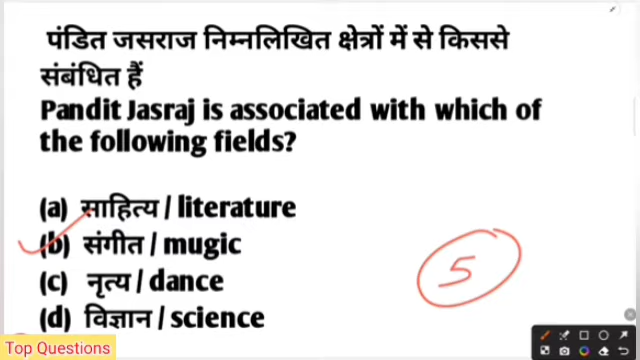 पंडित जसराज निम्नलिखित क्षेत्रों में से किससे
संबंधित हैं
Pandit Jasraj is associated with which of
the following fields?
(a) साहित्य / literature
(b) संगीत / mugic
(c) नृत्य / dance
(d) विज्ञान / science
5
Top Questions